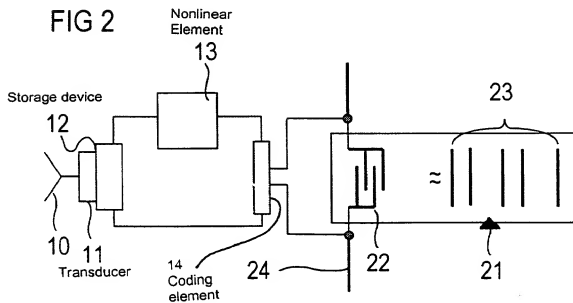 FIG 2
Nonlinear
Element
13
Storage device
12
23
≈
10
11
Transducer
14
Coding
element
24
22
21